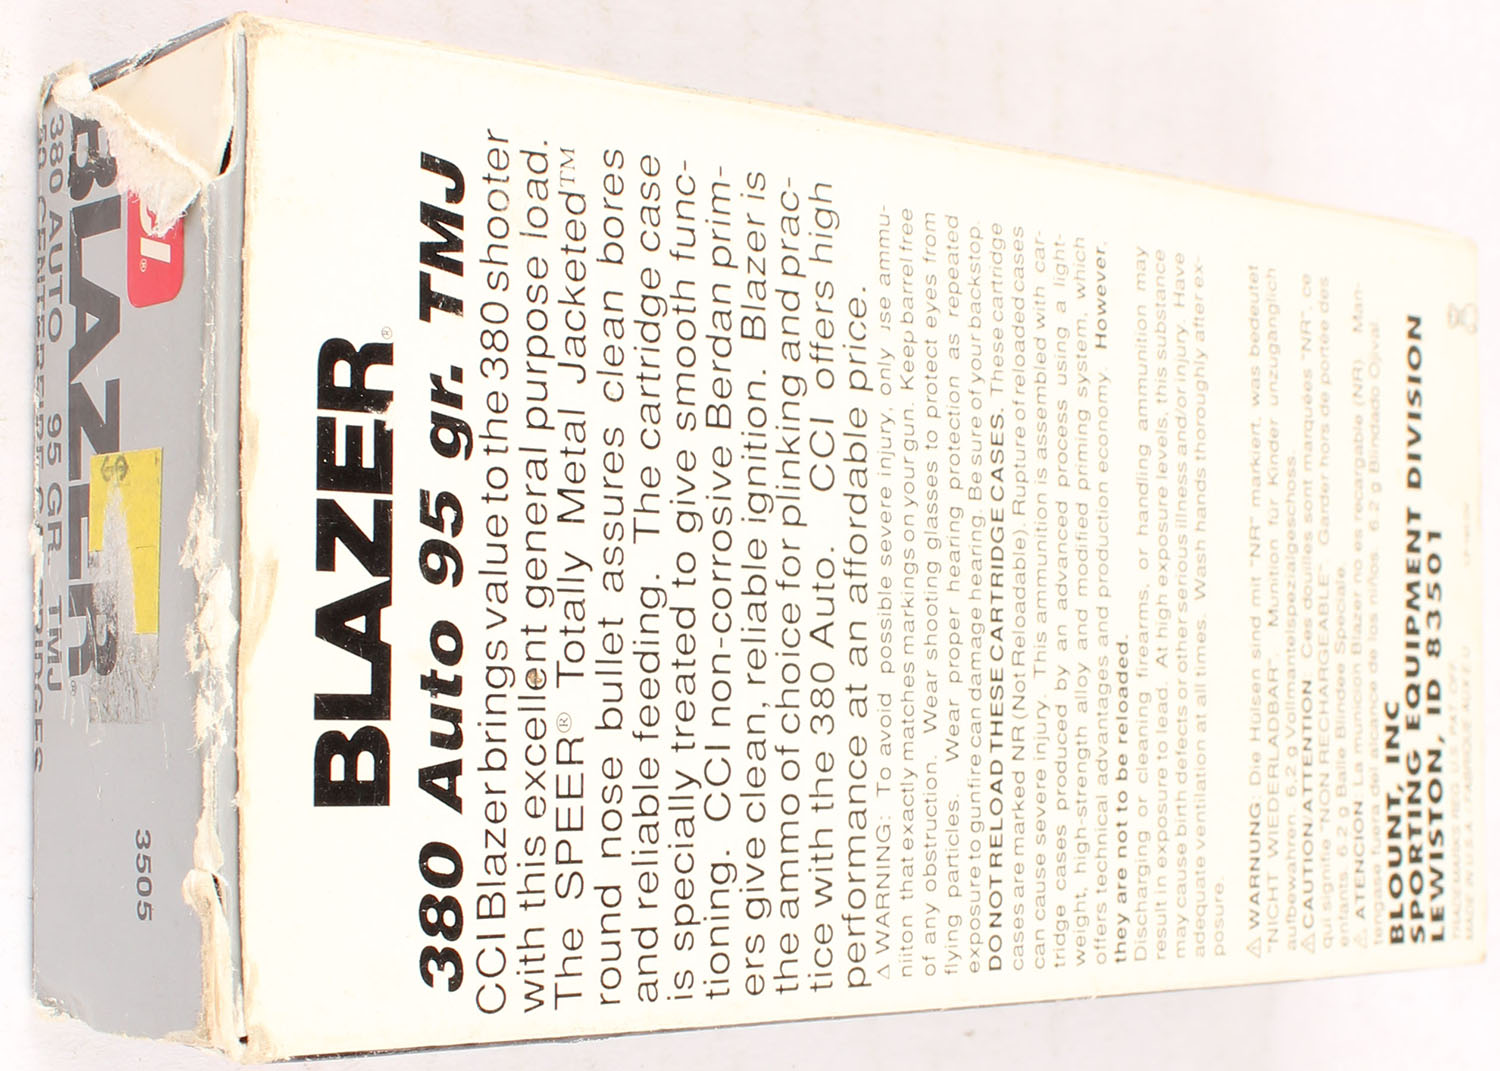 380 AUTO 95 GR. TMJ
50 CENTERFIRE CARTRIDGES
BLAZER®
®
3505
BLAZER®
380 Auto 95 gr. TMJ
CCI Blazer brings value to the 380 shooter
with this excellent general purpose load.
The SPEER® Totally Metal Jacketed™
round nose bullet assures clean bores
and reliable feeding. The cartridge case
is specially treated to give smooth func-
tioning. CCI non-corrosive Berdan prim-
ers give clean, reliable ignition. Blazer is
the ammo of choice for plinking and prac-
tice with the 380 Auto. CCI offers high
performance at an affordable price.
⚠ WARNING: To avoid possible severe injury, only use ammu-
niiton that exactly matches markings on your gun. Keep barrel free
of any obstruction. Wear shooting glasses to protect eyes from
flying particles. Wear proper hearing protection as repeated
exposure to gunfire can damage hearing. Be sure of your backstop.
DO NOT RELOAD THESE CARTRIDGE CASES. These cartridge
cases are marked NR (Not Reloadable). Rupture of reloaded cases
can cause severe injury. This ammunition is assembled with car-
tridge cases produced by an advanced process using a light-
weight, high-strength alloy and modified priming system, which
offers technical advantages and production economy. However,
they are not to be reloaded.
Discharging or cleaning firearms, or handling ammunition may
result in exposure to lead. At high exposure levels, this substance
may cause birth defects or other serious illness and/or injury. Have
adequate ventilation at all times. Wash hands thoroughly after ex-
posure.
⚠ WARNUNG: Die Hülsen sind mit "NR" markiert, was bedeutet
"NICHT WIEDERLADBAR". Munition für Kinder unzugänglich
aufbewahren. 6,2 g Vollmantelspezialgeschoss.
⚠ CAUTION/ATTENTION: Ces douilles sont marquées "NR", ce
qui signifie "NON RECHARGEABLE". Garder hors de portée des
enfants. 6,2 g Balle Blindée Spéciale.
⚠ ATENCION: La munición Blazer no es recargable (NR). Man-
tengase fuera del alcance de los niños. 6.2 g Blindado Ojival.
BLOUNT, INC
SPORTING EQUIPMENT DIVISION
LEWISTON, ID 83501
MADE IN U.S.A.